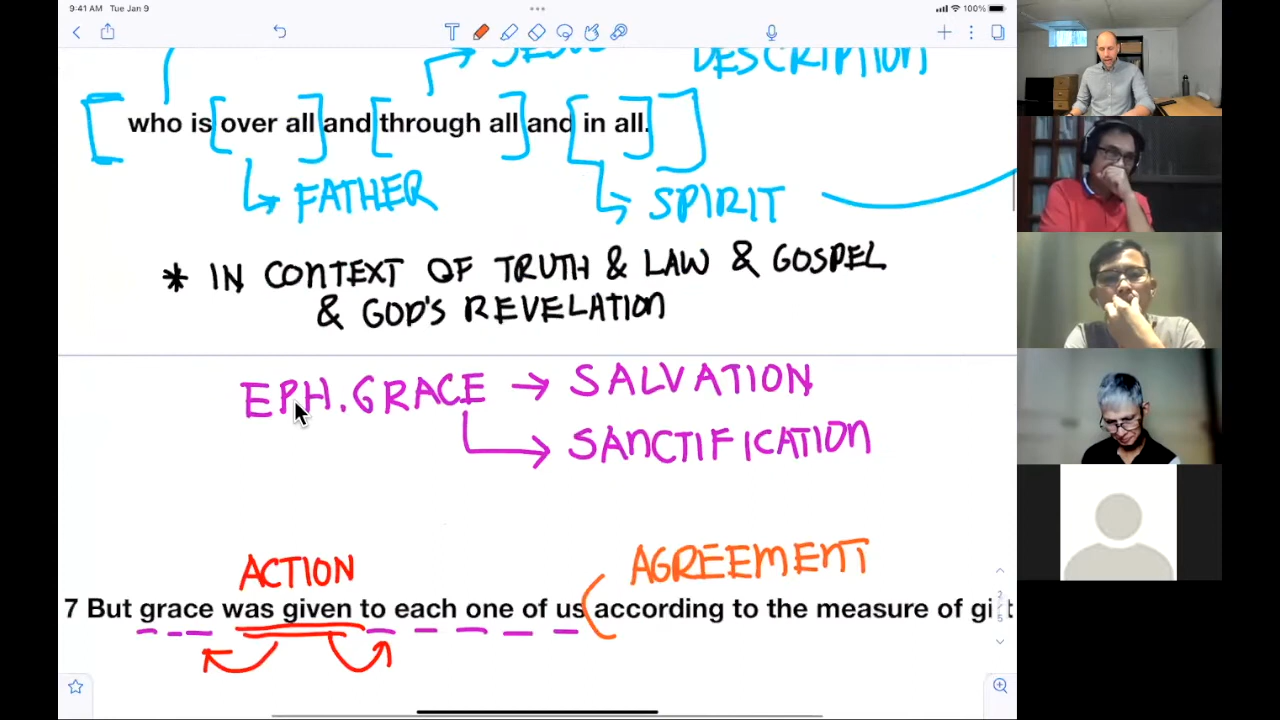 9:41 AM Tue Jan 9
100%
DESCRIPTION
who is over all and through all and in all.
FATHER
SPIRIT
* IN CONTEXT OF TRUTH & LAW & GOSPEL
& GOD'S REVELATION
EPH. GRACE → SALVATION
SANCTIFICATION
ACTION
AGREEMENT
7 But grace was given to each one of us according to the measure of